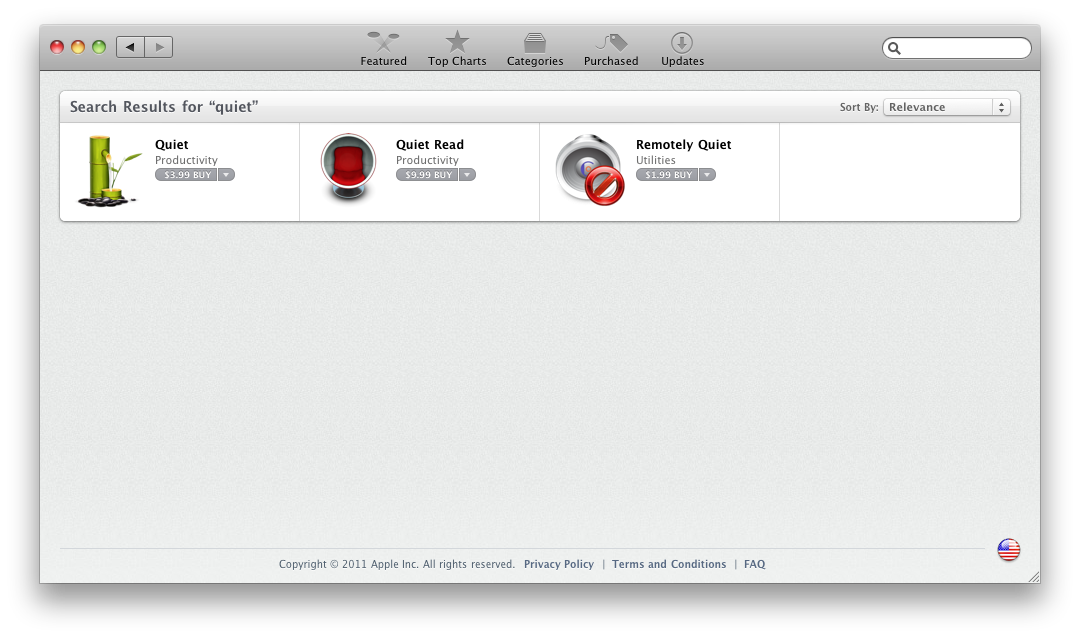 Featured
Top Charts
Categories
Purchased
Updates
Search Results for “quiet”
Sort By: Relevance
Quiet
Productivity
$3.99 BUY
Quiet Read
Productivity
$9.99 BUY
Remotely Quiet
Utilities
$1.99 BUY
Copyright © 2011 Apple Inc. All rights reserved. Privacy Policy | Terms and Conditions | FAQ